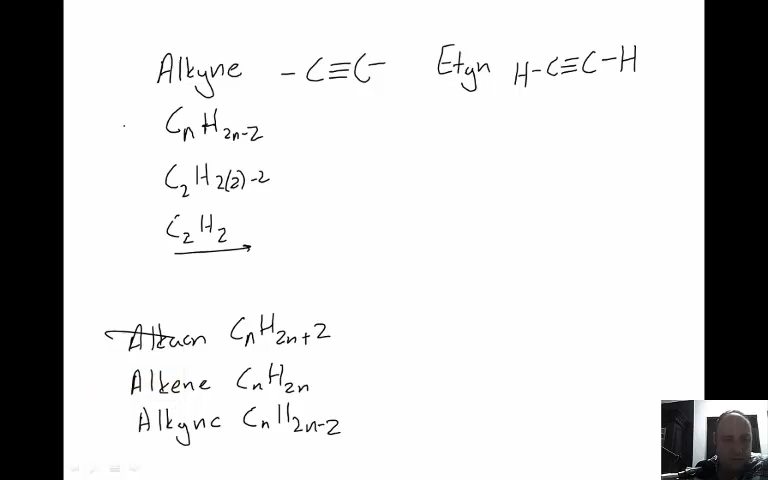 Alkyne -C≡C- Etyn H-C≡C-H
CnH2n-2
C2H2(2)-2
C2H2
Alkan CnH2n+2
Alkene CnH2n
Alkyne CnH2n-2